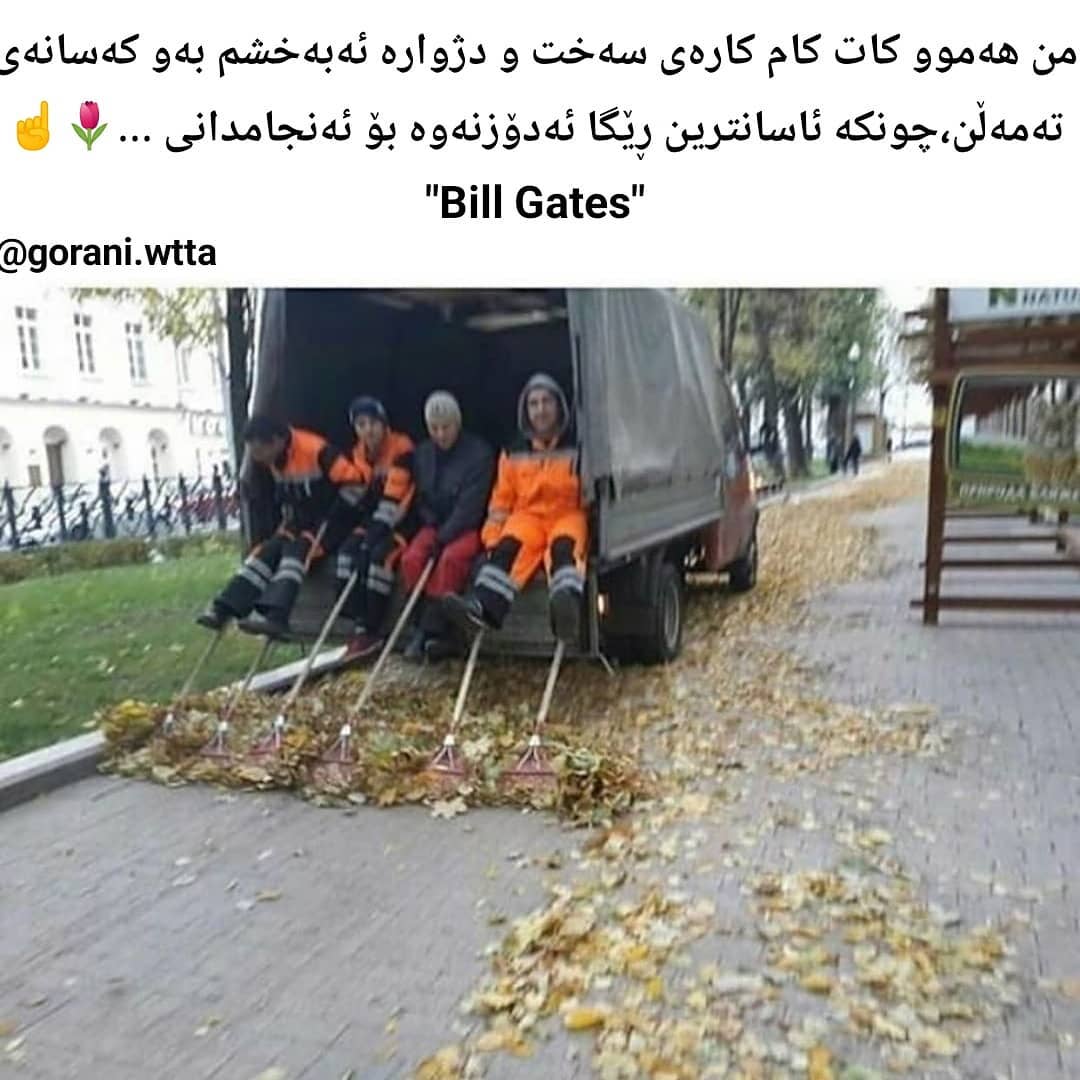 من هەموو کات کام کارەی سەخت و دژوارە ئەبەخشم بەو کەسانەی
تەمەڵن،چونکە ئاسانترین ڕێگا ئەدۆزنەوە بۆ ئەنجامدانی ...🌷☝️
"Bill Gates"
@gorani.wtta